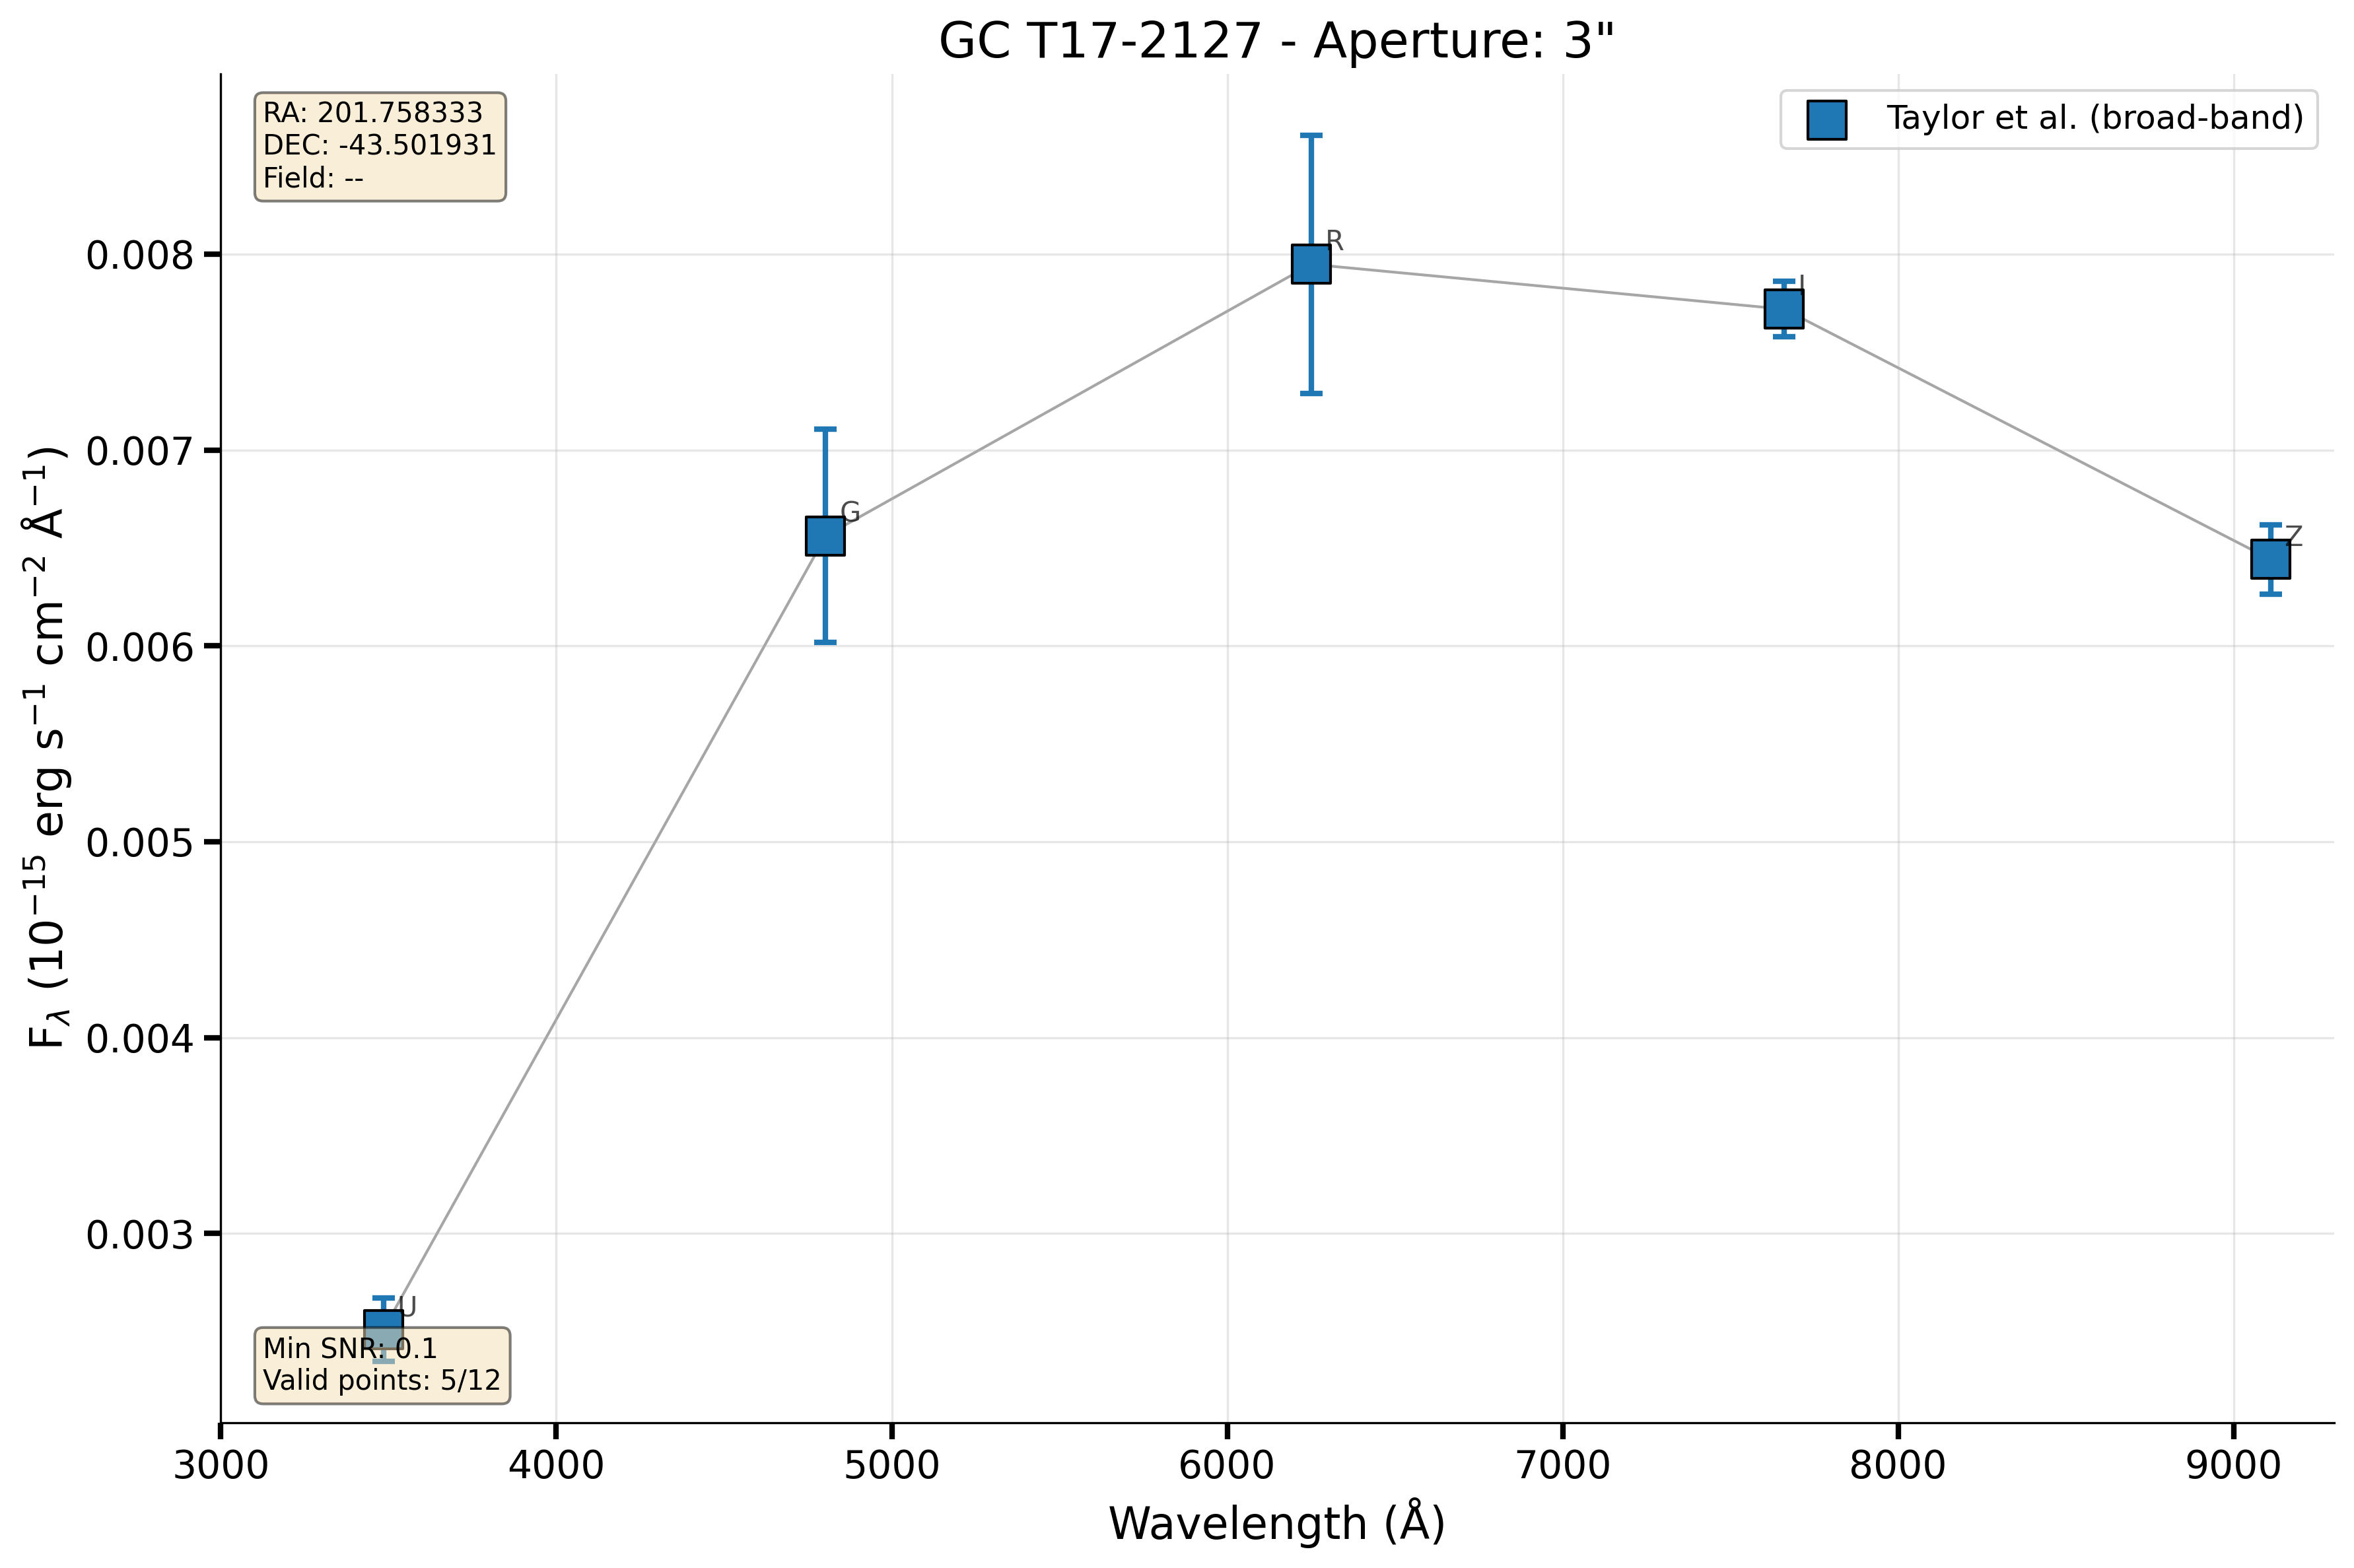 GC T17-2127 - Aperture: 3"
RA: 201.758333
DEC: -43.501931
Field: --
Taylor et al. (broad-band)
R
I
G
Z
U
Min SNR: 0.1
Valid points: 5/12
0.008
0.007
0.006
0.005
0.004
0.003
F_λ (10⁻¹⁵ erg s⁻¹ cm⁻² Å⁻¹)
3000 4000 5000 6000 7000 8000 9000
Wavelength (Å)